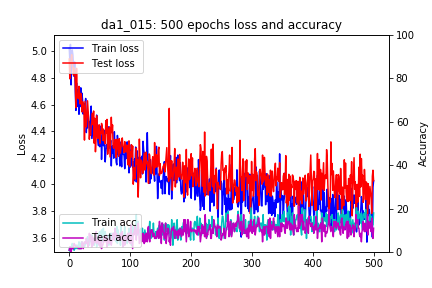 da1_015: 500 epochs loss and accuracy
Train loss
Test loss
Train acc
Test acc
Loss
5.0
4.8
4.6
4.4
4.2
4.0
3.8
3.6
Accuracy
100
80
60
40
20
0
0 100 200 300 400 500